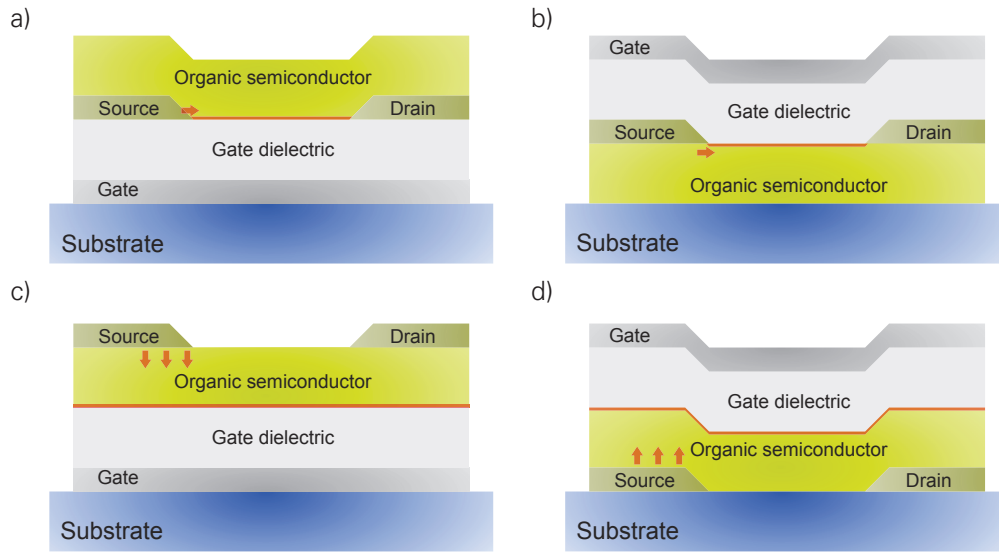 a)
Organic semiconductor
Source
Drain
Gate dielectric
Gate
Substrate
b)
Gate
Gate dielectric
Source
Drain
Organic semiconductor
Substrate
c)
Source
Drain
Organic semiconductor
Gate dielectric
Gate
Substrate
d)
Gate
Gate dielectric
Organic semiconductor
Source
Drain
Substrate